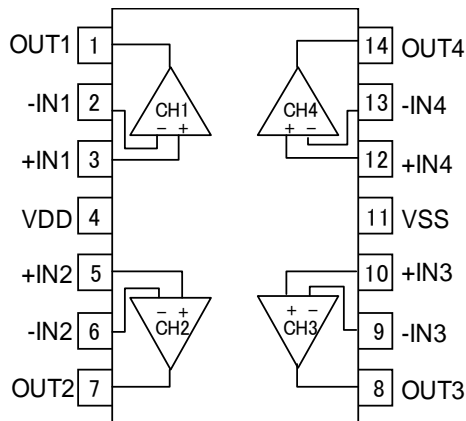 OUT1 1 14 OUT4
-IN1 2 CH1 CH4 13 -IN4
- + + -
+IN1 3 12 +IN4
VDD 4 11 VSS
+IN2 5 10 +IN3
- + + -
-IN2 6 CH2 CH3 9 -IN3
OUT2 7 8 OUT3